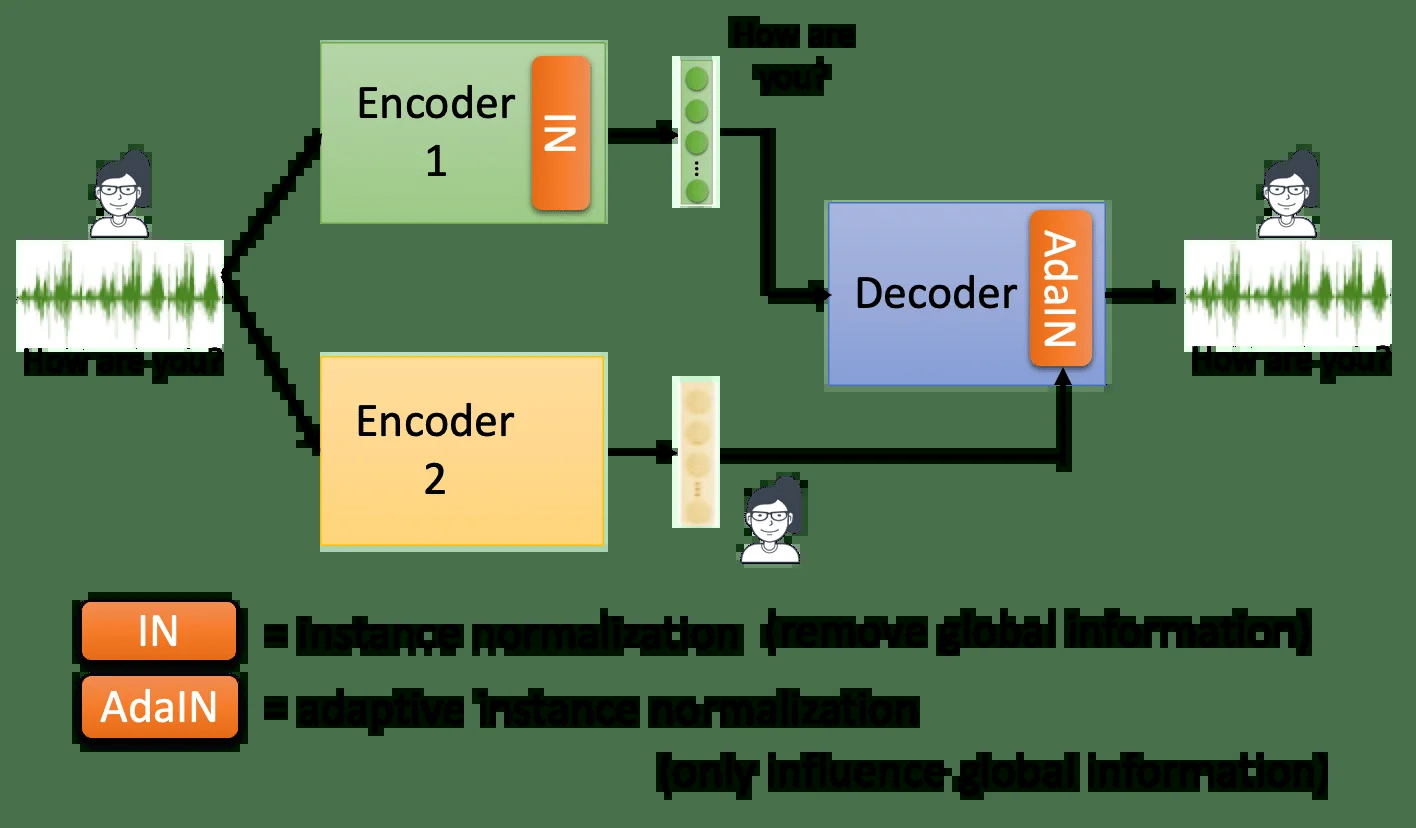 How are
you?
Encoder
1
IN
AdaIN
Decoder
How are you?
How are you?
Encoder
2
IN
= instance normalization (remove global information)
AdaIN
= adaptive instance normalization
(only influence global information)